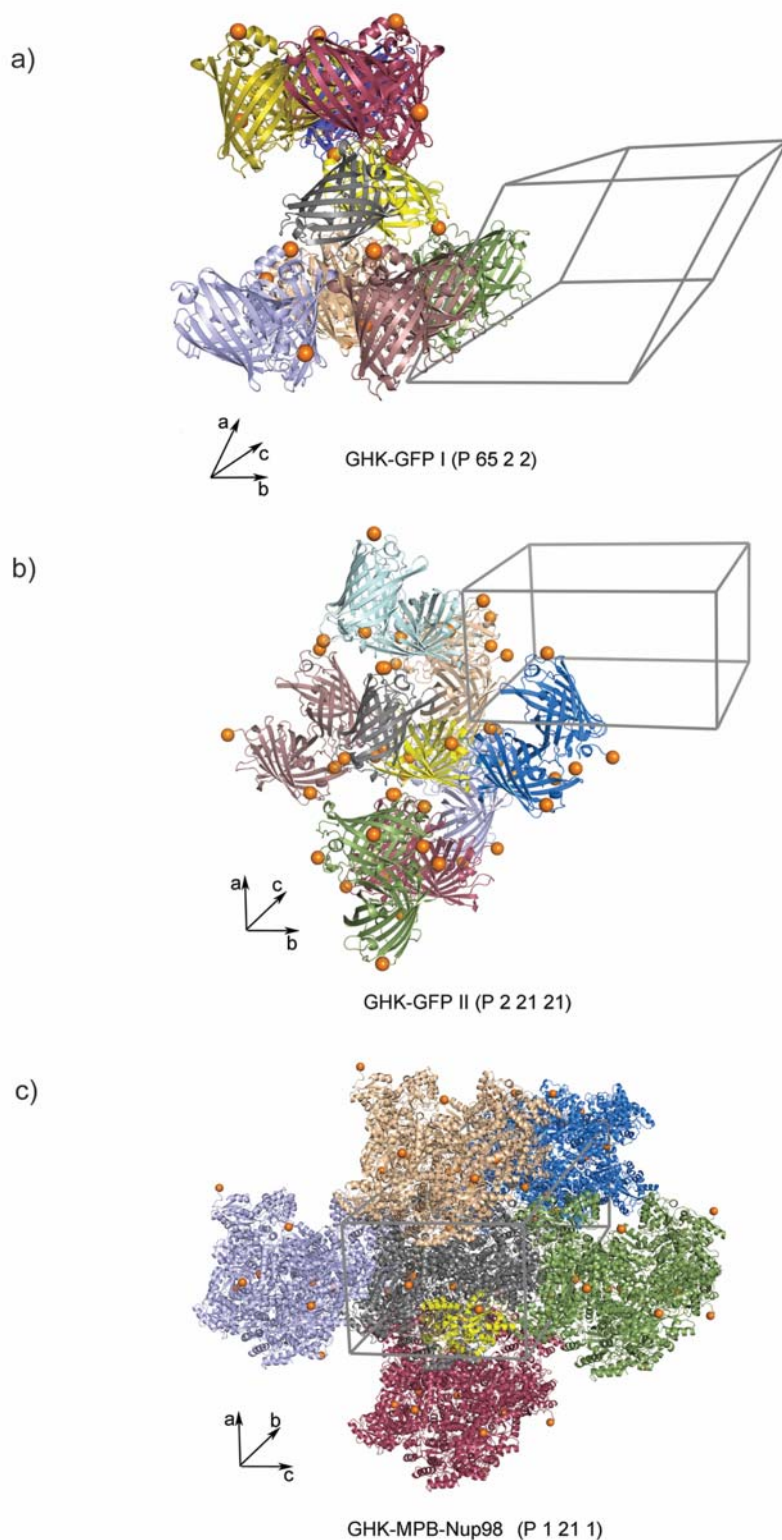 a)
a
c
b
GHK-GFP I (P 65 2 2)
b)
a
c
b
GHK-GFP II (P 2 21 21)
c)
a
b
c
GHK-MPB-Nup98 (P 1 21 1)